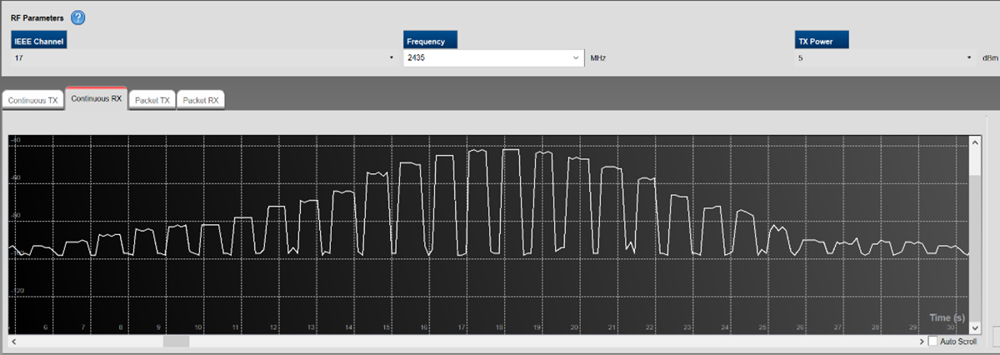 RF Parameters ?
IEEE Channel Frequency TX Power
17 2435 MHz 5 dBm
Continuous TX Continuous RX Packet TX Packet RX
-40
-60
-80
-100
-120
Time (s)
6 7 8 9 10 11 12 13 14 15 16 17 18 19 20 21 22 23 24 25 26 27 28 29 30
Auto Scroll